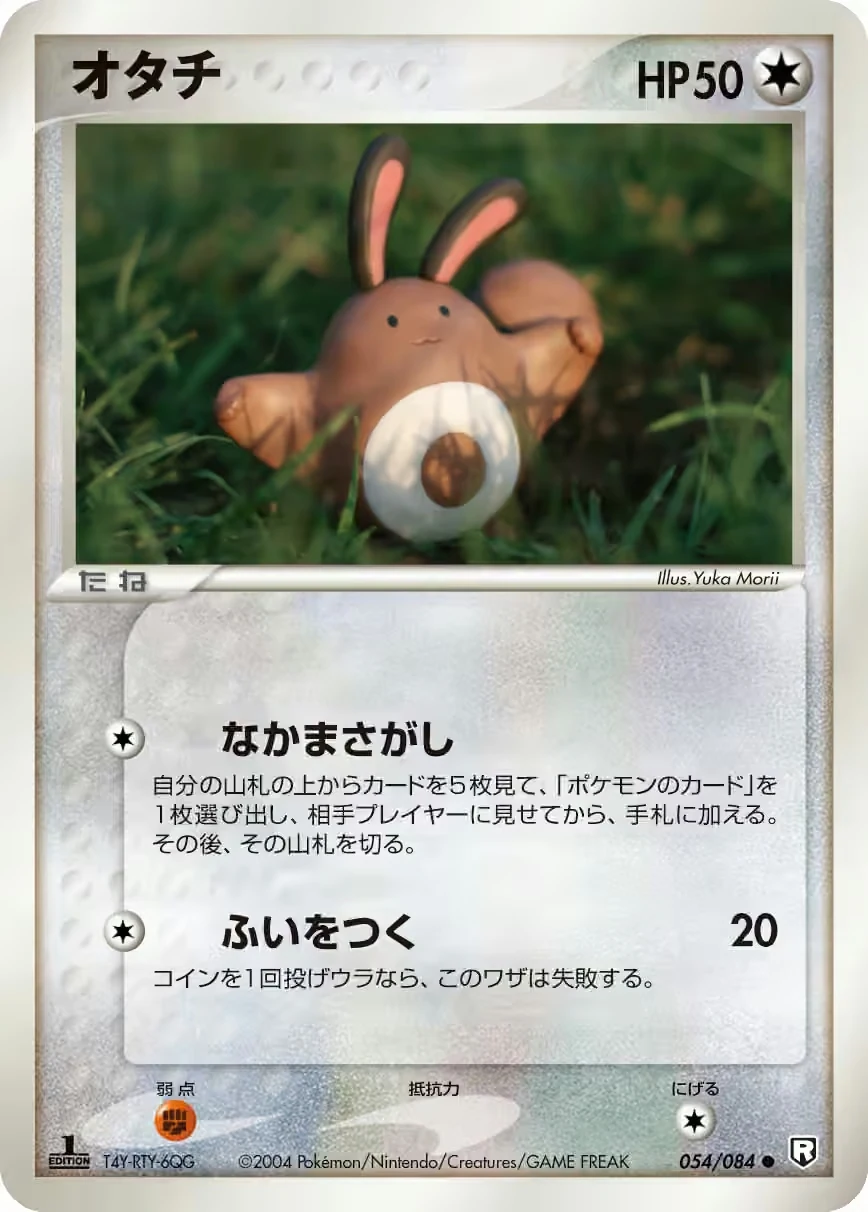 オタチ HP50
たね Illus. Yuka Morii
なかまさがし
自分の山札の上からカードを5枚見て、「ポケモンのカード」を
1枚選び出し、相手プレイヤーに見せてから、手札に加える。
その後、その山札を切る。
ふいをつく 20
コインを1回投げウラなら、このワザは失敗する。
弱点 抵抗力 にげる
1 EDITION T4Y-RTY-6QG ©2004 Pokémon/Nintendo/Creatures/GAME FREAK 054/084 ● R